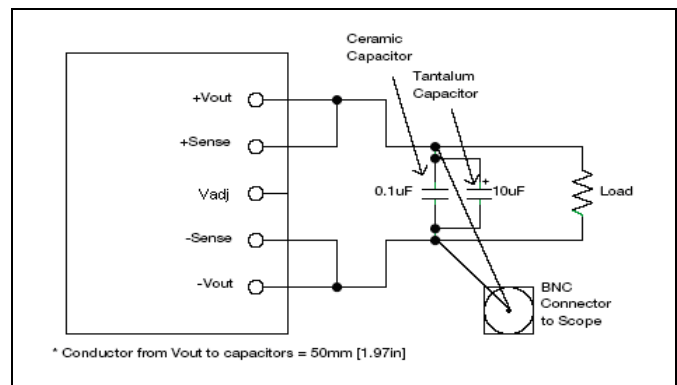 Ceramic
Capacitor
Tantalum
Capacitor
+Vout
+Sense
Vadj
-Sense
-Vout
0.1uF
+
10uF
Load
BNC
Connector
to Scope
* Conductor from Vout to capacitors = 50mm [1.97in]